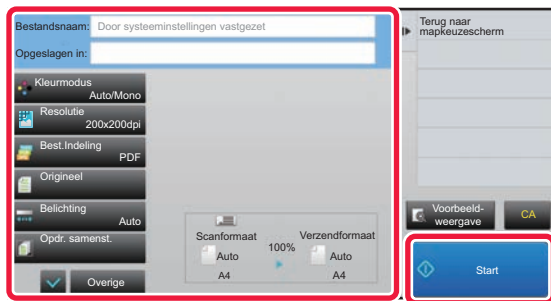 Bestandsnaam: Door systeeminstellingen vastgezet
Opgeslagen in:
Kleurmodus
Auto/Mono
Resolutie
200x200dpi
Best.Indeling
PDF
Origineel
Belichting
Auto
Opdr. samenst.
Overige
Scanformaat
Auto
A4
100%
Verzendformaat
Auto
A4
Terug naar
mapkeuzescherm
Voorbeeld-
weergave
CA
Start